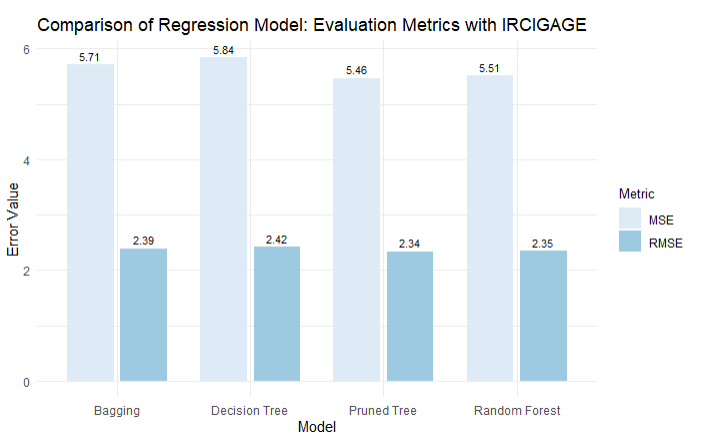 Comparison of Regression Model: Evaluation Metrics with IRCIGAGE
6
4
2
0
Error Value
5.71
2.39
5.84
2.42
5.46
2.34
5.51
2.35
Bagging
Decision Tree
Pruned Tree
Random Forest
Model
Metric
MSE
RMSE